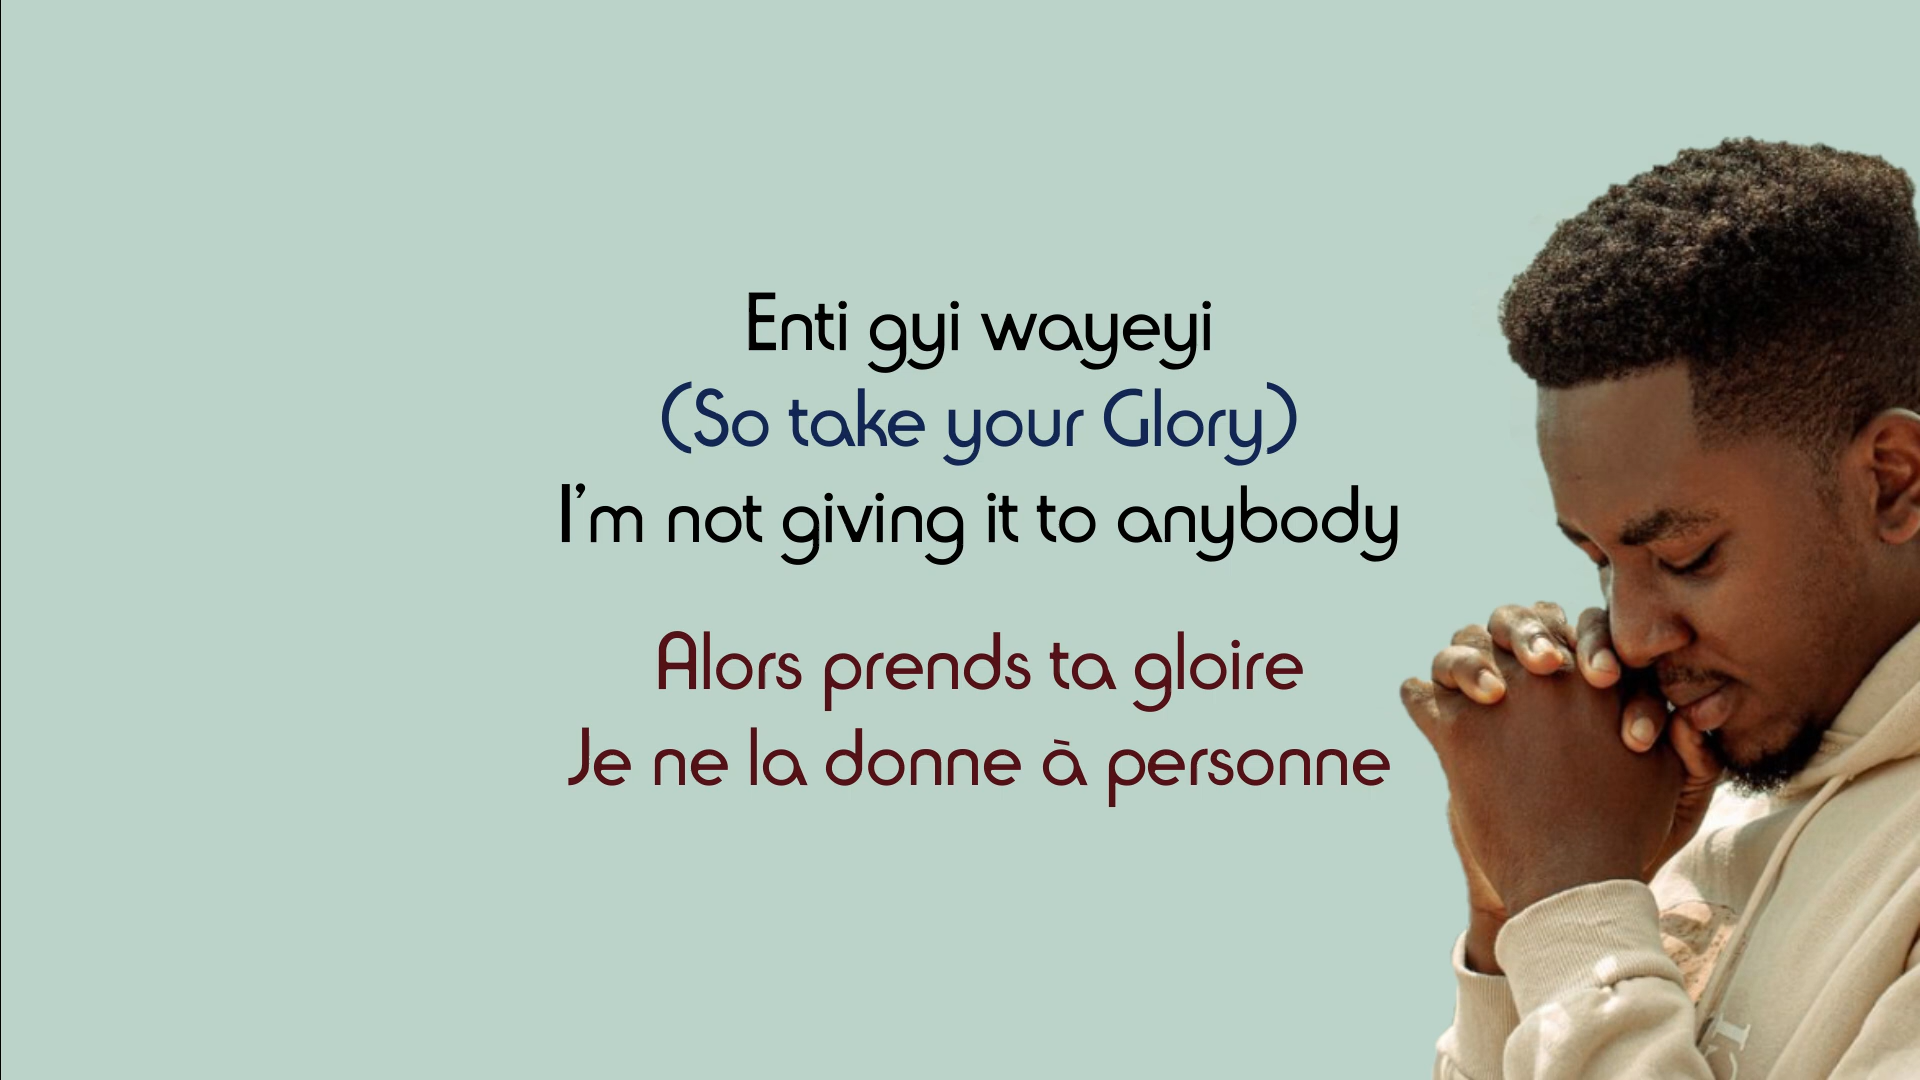 Enti gyi wayeyi
(So take your Glory)
I'm not giving it to anybody
Alors prends ta gloire
Je ne la donne à personne